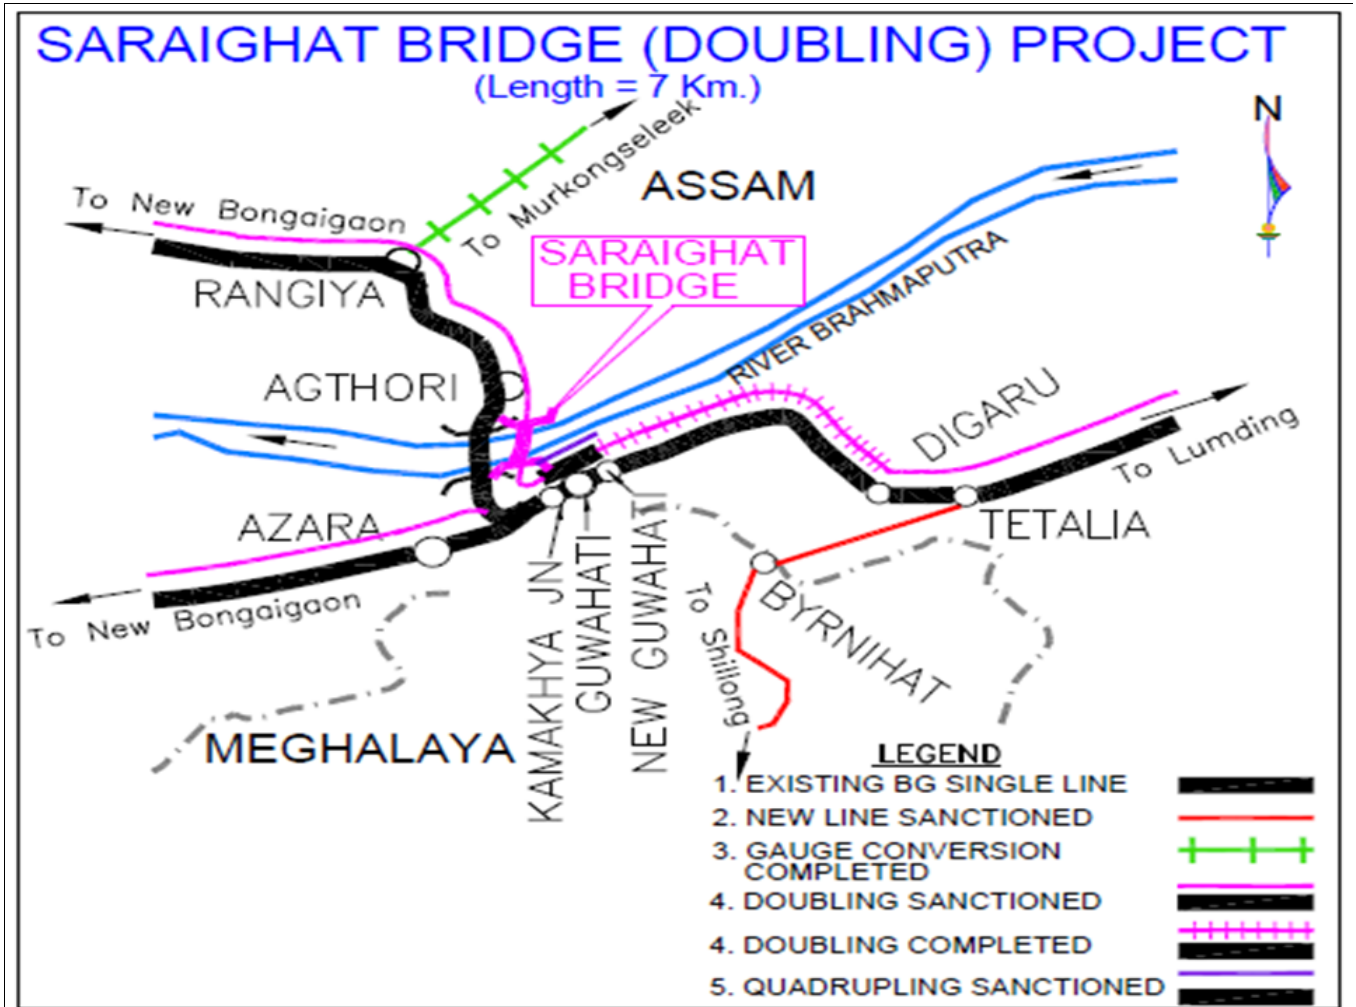 SARAIGHAT BRIDGE (DOUBLING) PROJECT
(Length = 7 Km.)
N
To Murkongseleek
ASSAM
To New Bongaigaon
SARAIGHAT
BRIDGE
RANGIYA
RIVER BRAHMAPUTRA
AGTHORI
DIGARU
To Lumding
AZARA
TETALIA
To New Bongaigaon
KAMAKHYA JN
GUWAHATI
NEW GUWAHATI
To Shillong
BYRNIHAT
MEGHALAYA
LEGEND
1. EXISTING BG SINGLE LINE
2. NEW LINE SANCTIONED
3. GAUGE CONVERSION
COMPLETED
4. DOUBLING SANCTIONED
4. DOUBLING COMPLETED
5. QUADRUPLING SANCTIONED